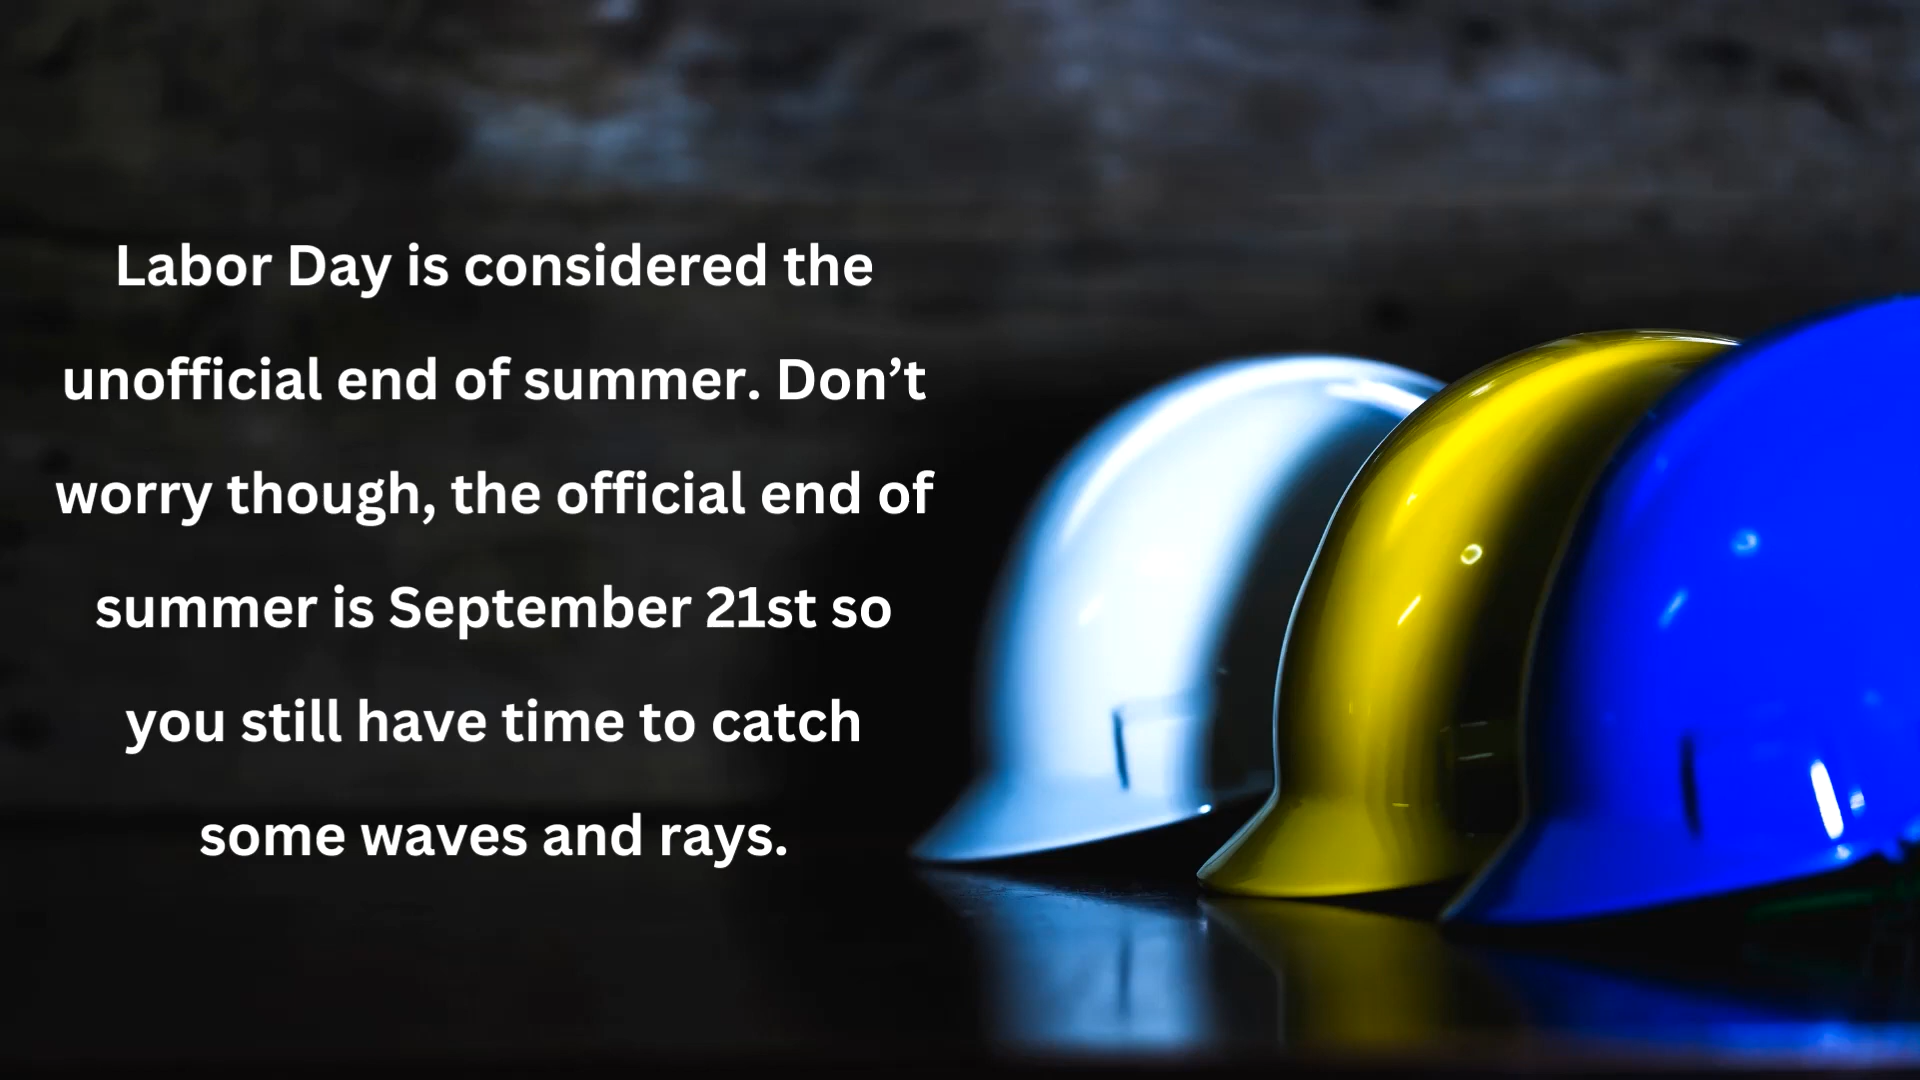 Labor Day is considered the
unofficial end of summer. Don’t
worry though, the official end of
summer is September 21st so
you still have time to catch
some waves and rays.